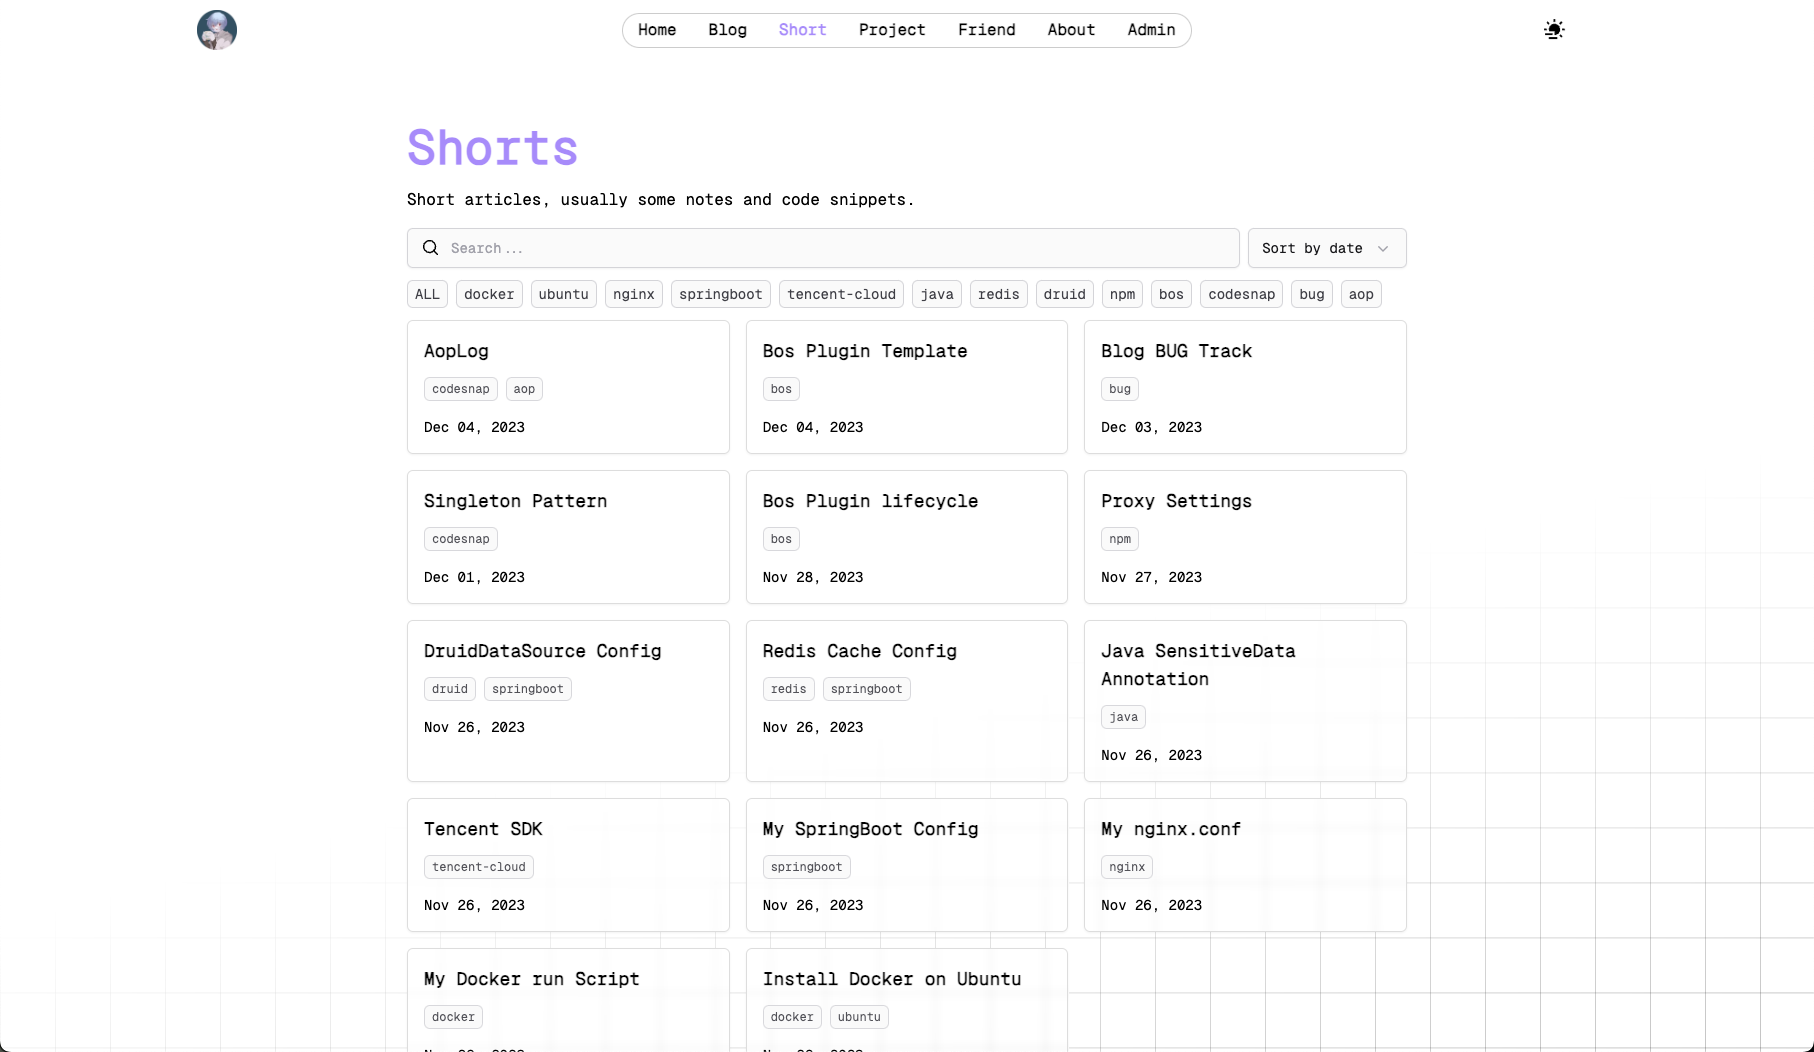 Home Blog Short Project Friend About Admin
Shorts
Short articles, usually some notes and code snippets.
Search...
Sort by date
ALL docker ubuntu nginx springboot tencent-cloud java redis druid npm bos codesnap bug aop
AopLog
codesnap aop
Dec 04, 2023
Bos Plugin Template
bos
Dec 04, 2023
Blog BUG Track
bug
Dec 03, 2023
Singleton Pattern
codesnap
Dec 01, 2023
Bos Plugin lifecycle
bos
Nov 28, 2023
Proxy Settings
npm
Nov 27, 2023
DruidDataSource Config
druid springboot
Nov 26, 2023
Redis Cache Config
redis springboot
Nov 26, 2023
Java SensitiveData
Annotation
java
Nov 26, 2023
Tencent SDK
tencent-cloud
Nov 26, 2023
My SpringBoot Config
springboot
Nov 26, 2023
My nginx.conf
nginx
Nov 26, 2023
My Docker run Script
docker
Install Docker on Ubuntu
docker ubuntu